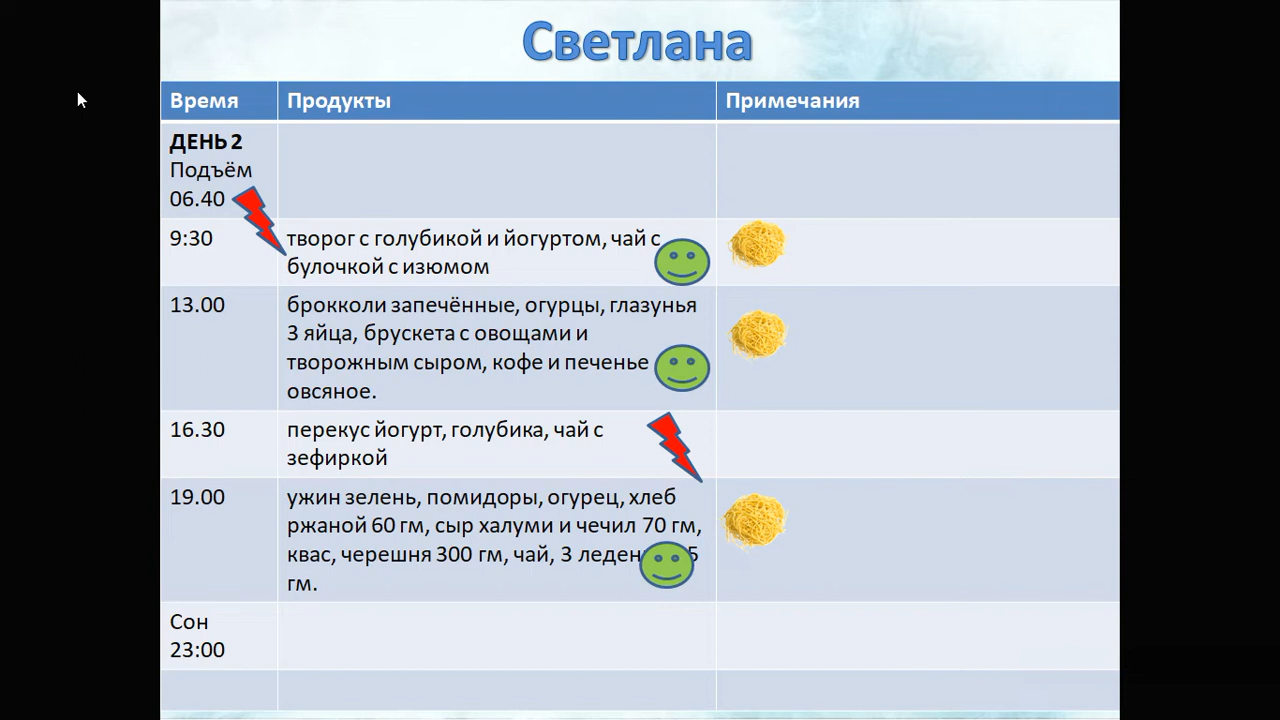 Светлана
Время Продукты Примечания
ДЕНЬ 2
Подъём
06.40
9:30 творог с голубикой и йогуртом, чай с
булочкой с изюмом
13.00 брокколи запечённые, огурцы, глазунья
3 яйца, брускета с овощами и
творожным сыром, кофе и печенье
овсяное.
16.30 перекус йогурт, голубика, чай с
зефиркой
19.00 ужин зелень, помидоры, огурец, хлеб
ржаной 60 гм, сыр халуми и чечил 70 гм,
квас, черешня 300 гм, чай, 3
гм.
Сон
23:00